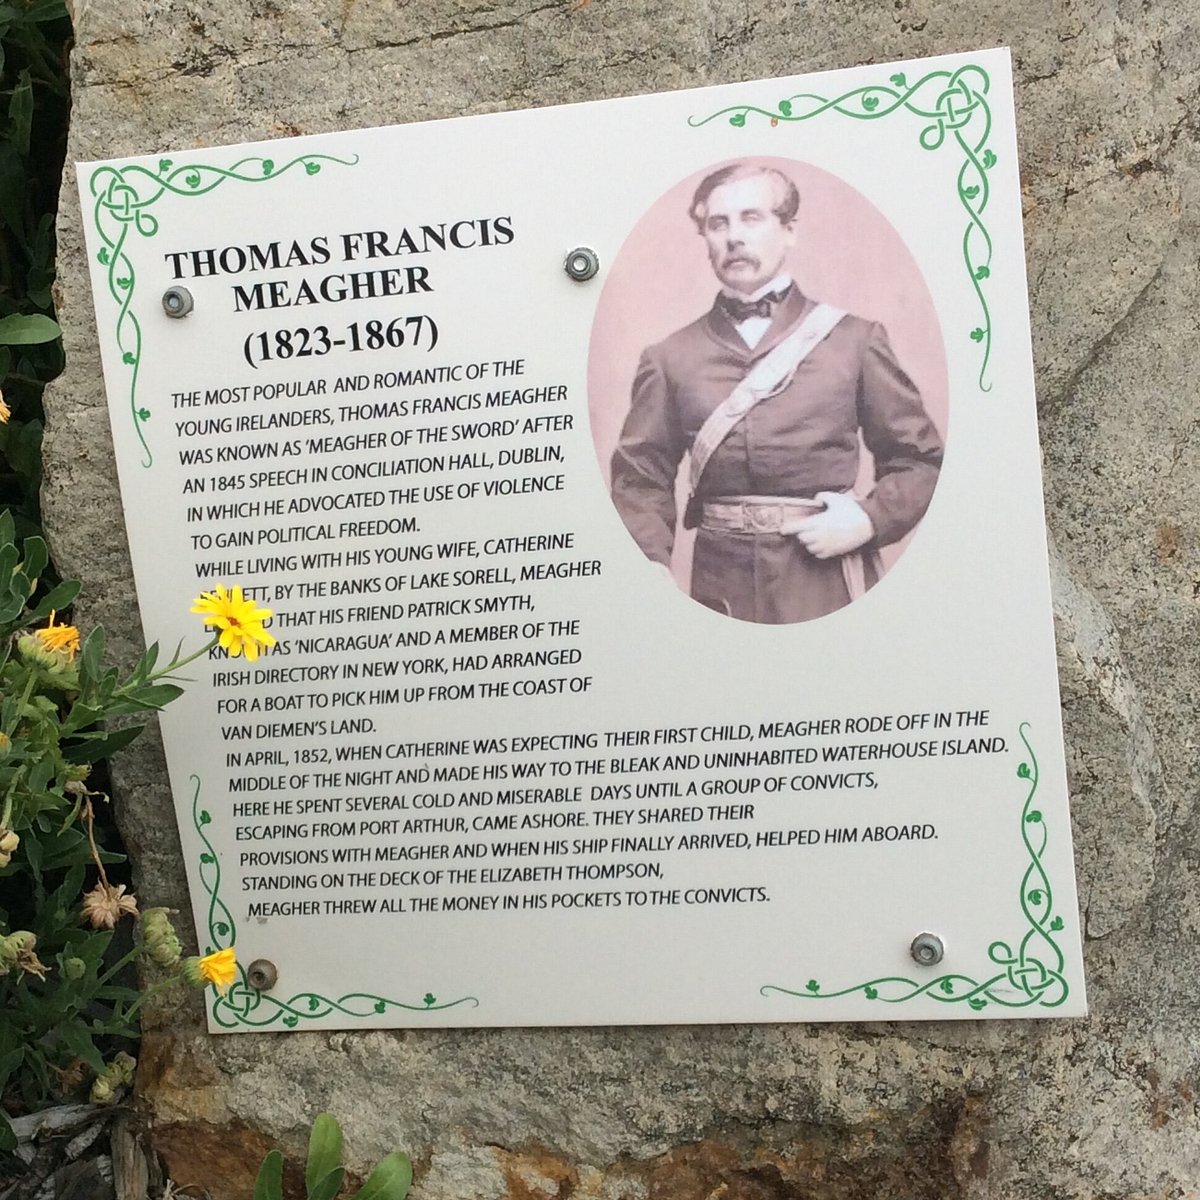 THOMAS FRANCIS
MEAGHER
(1823-1867)
THE MOST POPULAR AND ROMANTIC OF THE
YOUNG IRELANDERS, THOMAS FRANCIS MEAGHER
WAS KNOWN AS 'MEAGHER OF THE SWORD' AFTER
AN 1845 SPEECH IN CONCILIATION HALL, DUBLIN,
IN WHICH HE ADVOCATED THE USE OF VIOLENCE
TO GAIN POLITICAL FREEDOM.
WHILE LIVING WITH HIS YOUNG WIFE, CATHERINE
BY THE BANKS OF LAKE SORELL, MEAGHER
THAT HIS FRIEND PATRICK SMYTH,
AS 'NICARAGUA' AND A MEMBER OF THE
IRISH DIRECTORY IN NEW YORK, HAD ARRANGED
FOR A BOAT TO PICK HIM UP FROM THE COAST OF
VAN DIEMEN'S LAND.
IN APRIL, 1852, WHEN CATHERINE WAS EXPECTING THEIR FIRST CHILD, MEAGHER RODE OFF IN THE
MIDDLE OF THE NIGHT AND MADE HIS WAY TO THE BLEAK AND UNINHABITED WATERHOUSE ISLAND.
HERE HE SPENT SEVERAL COLD AND MISERABLE DAYS UNTIL A GROUP OF CONVICTS,
ESCAPING FROM PORT ARTHUR, CAME ASHORE. THEY SHARED THEIR
PROVISIONS WITH MEAGHER AND WHEN HIS SHIP FINALLY ARRIVED, HELPED HIM ABOARD.
STANDING ON THE DECK OF THE ELIZABETH THOMPSON,
MEAGHER THREW ALL THE MONEY IN HIS POCKETS TO THE CONVICTS.